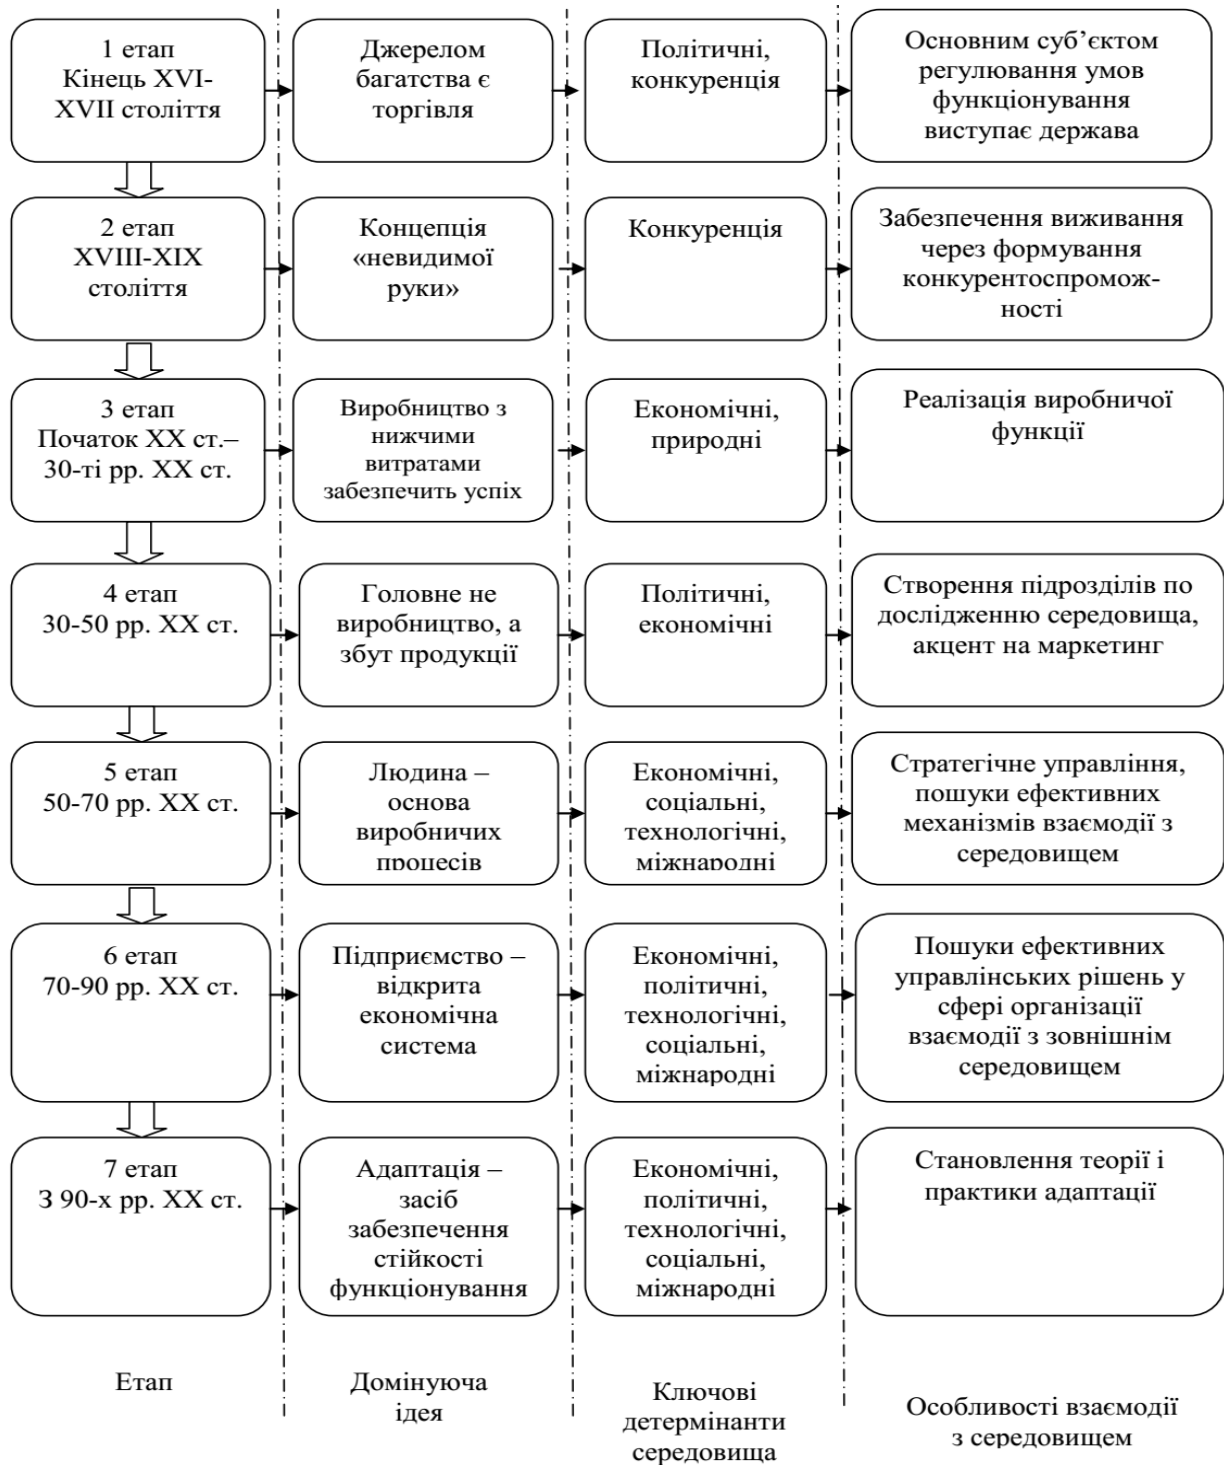 1 етап
Кінець XVI-
XVII століття
Джерелом
багатства є
торгівля
Політичні,
конкуренція
Основним суб’єктом
регулювання умов
функціонування
виступає держава
2 етап
XVIII-XIX
століття
Концепція
«невидимої
руки»
Конкуренція
Забезпечення виживання
через формування
конкурентоспромож-
ності
3 етап
Початок XX ст.–
30-ті рр. XX ст.
Виробництво з
нижчими
витратами
забезпечить успіх
Економічні,
природні
Реалізація виробничої
функції
4 етап
30-50 рр. XX ст.
Головне не
виробництво, а
збут продукції
Політичні,
економічні
Створення підрозділів по
дослідженню середовища,
акцент на маркетинг
5 етап
50-70 рр. XX ст.
Людина –
основа
виробничих
процесів
Економічні,
соціальні,
технологічні,
міжнародні
Стратегічне управління,
пошуки ефективних
механізмів взаємодії з
середовищем
6 етап
70-90 рр. XX ст.
Підприємство –
відкрита
економічна
система
Економічні,
політичні,
технологічні,
соціальні,
міжнародні
Пошуки ефективних
управлінських рішень у
сфері організації
взаємодії з зовнішнім
середовищем
7 етап
З 90-х рр. XX ст.
Адаптація –
засіб
забезпечення
стійкості
функціонування
Економічні,
політичні,
технологічні,
соціальні,
міжнародні
Становлення теорії і
практики адаптації
Етап
Домінуюча
ідея
Ключові
детермінанти
середовища
Особливості взаємодії
з середовищем